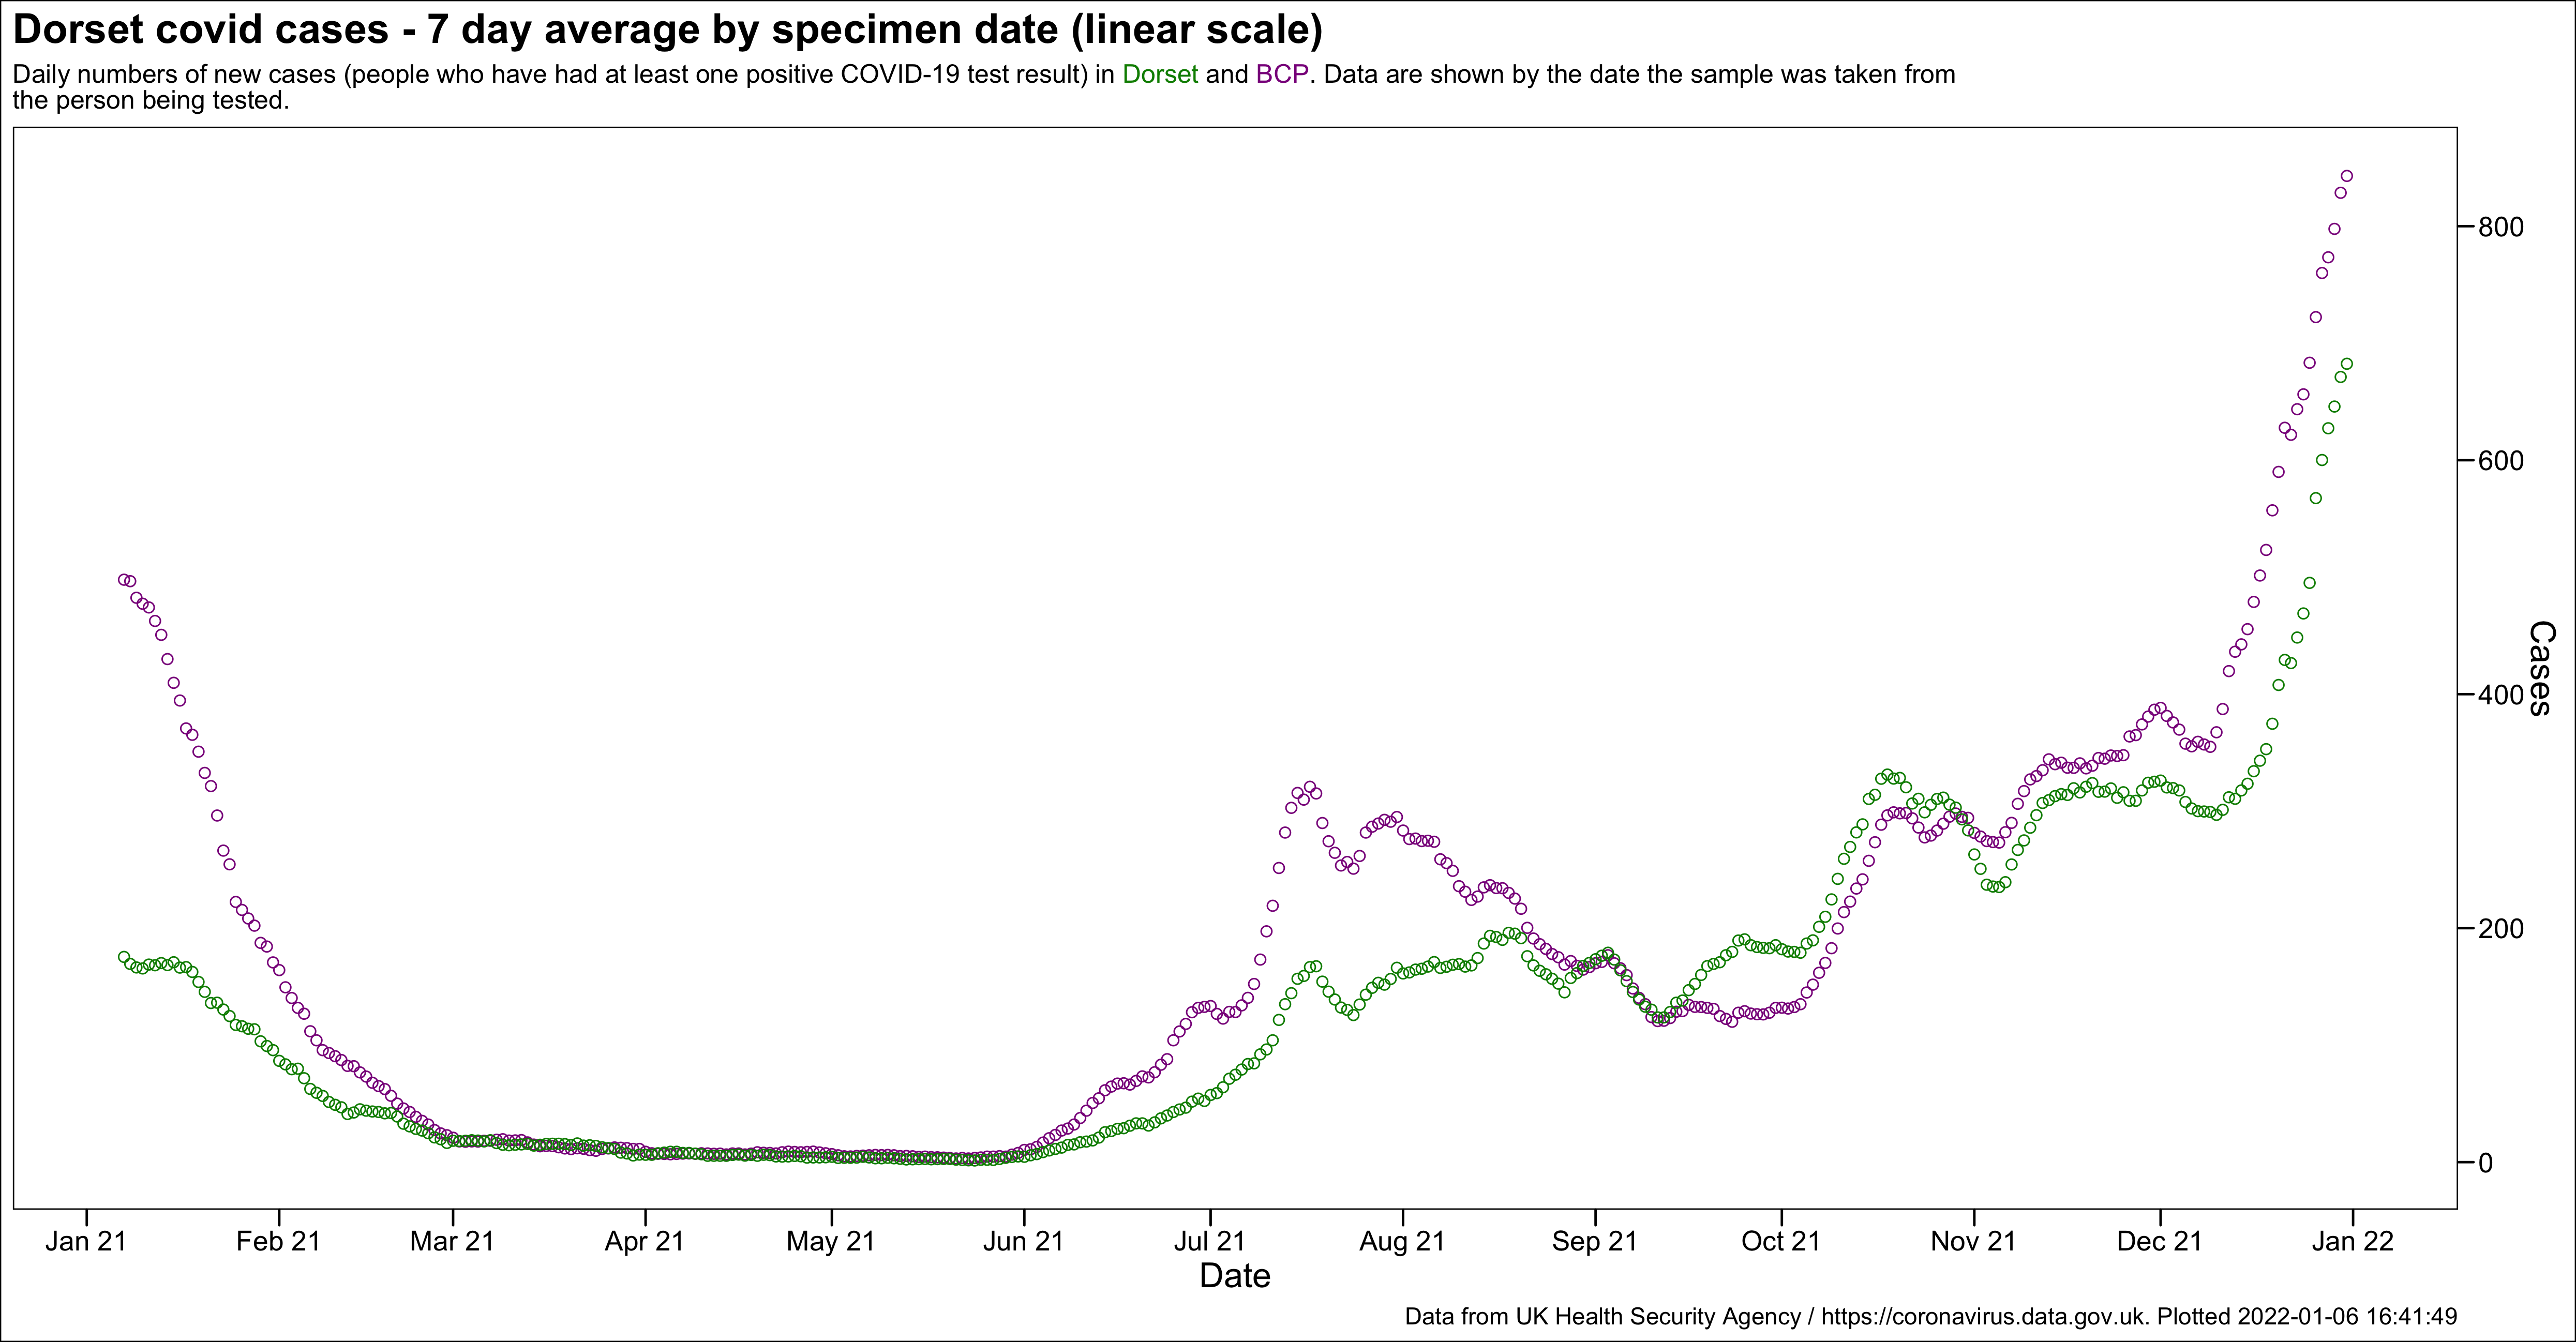 Dorset covid cases - 7 day average by specimen date (linear scale)
Daily numbers of new cases (people who have had at least one positive COVID-19 test result) in Dorset and BCP. Data are shown by the date the sample was taken from
the person being tested.
800
600
400
200
0
Cases
Jan 21 Feb 21 Mar 21 Apr 21 May 21 Jun 21 Jul 21 Aug 21 Sep 21 Oct 21 Nov 21 Dec 21 Jan 22
Date
Data from UK Health Security Agency / https://coronavirus.data.gov.uk. Plotted 2022-01-06 16:41:49